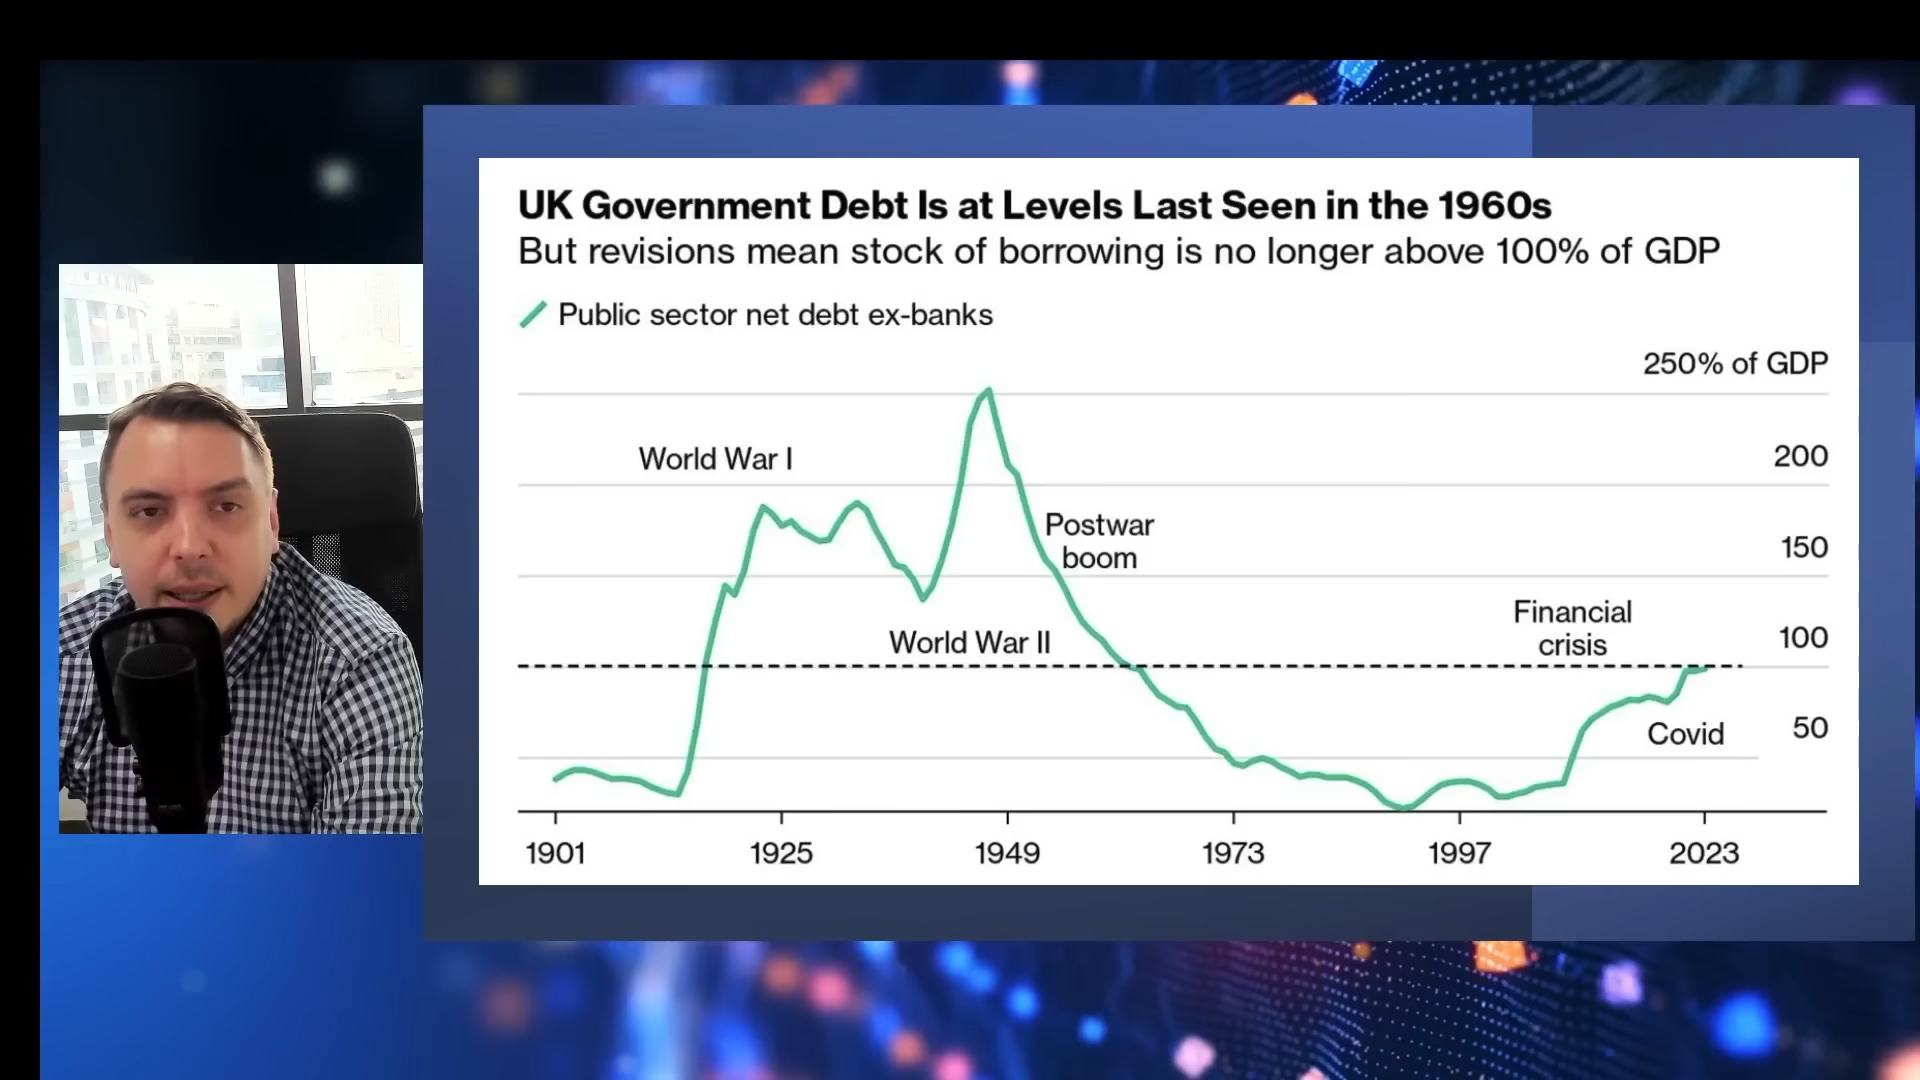 UK Government Debt Is at Levels Last Seen in the 1960s
But revisions mean stock of borrowing is no longer above 100% of GDP
Public sector net debt ex-banks
250% of GDP
200
World War I
Postwar
boom
150
Financial
crisis
World War II
100
Covid
50
1901
1925
1949
1973
1997
2023